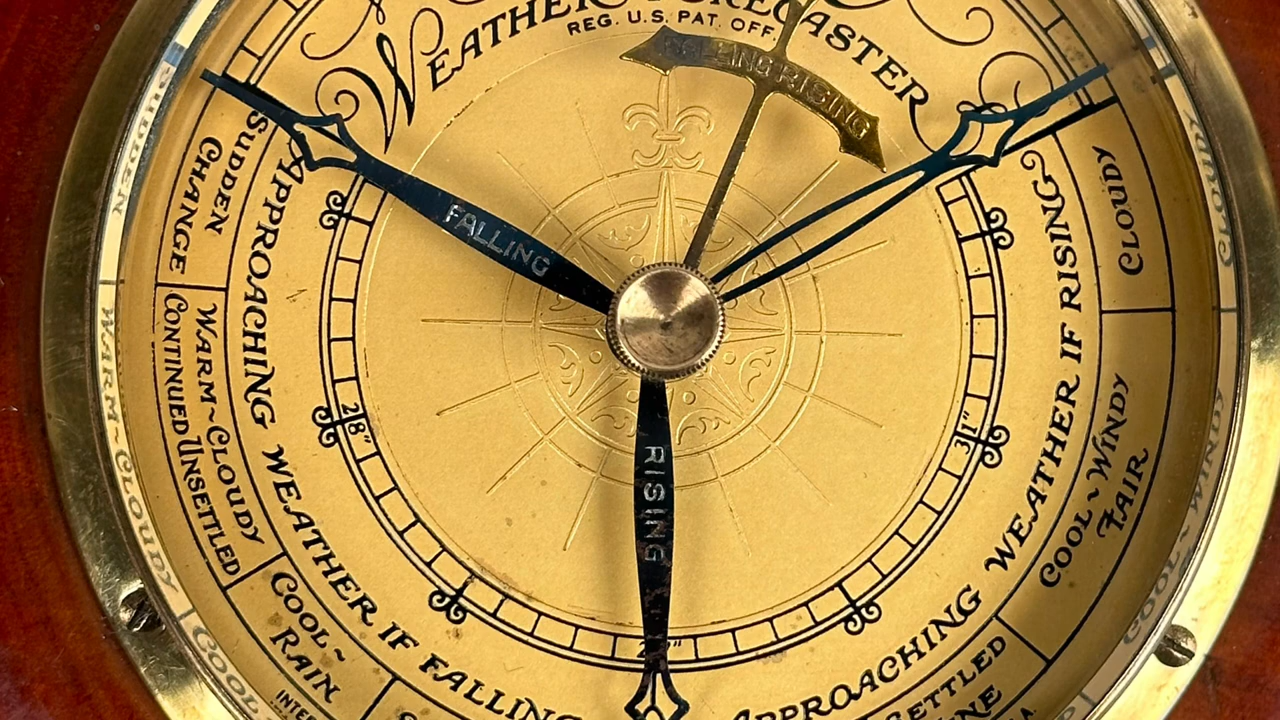 WEATHER FORECASTER
REG. U.S. PAT. OFF.
FALLING RISING
SUDDEN
CHANGE
APPROACHING WEATHER IF FALLING
FALLING
CLOUDY
APPROACHING WEATHER IF RISING
WARM~CLOUDY
CONTINUED UNSETTLED
28"
31"
RISING
COOL~WINDY
FAIR
COOL~
RAIN
SETTLED